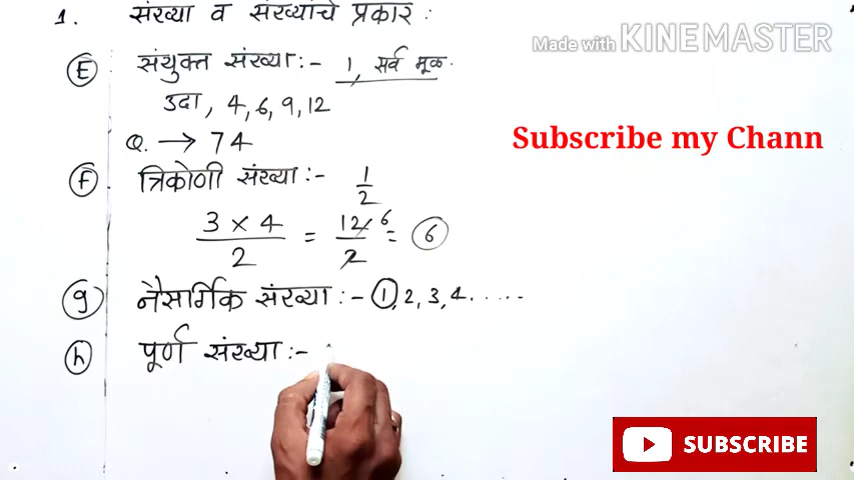 1. संख्या व संख्यांचे प्रकार :
Made with KINEMASTER
E संयुक्त संख्या :- 1, सर्व मूळ.
उदा, 4, 6, 9, 12
Q. → 74
Subscribe my Chann
F त्रिकोणी संख्या :- 1/2
3 × 4 / 2 = 12 / 2 6 = 6
g नैसर्गिक संख्या :- 1, 2, 3, 4.....
h पूर्ण संख्या :-
SUBSCRIBE